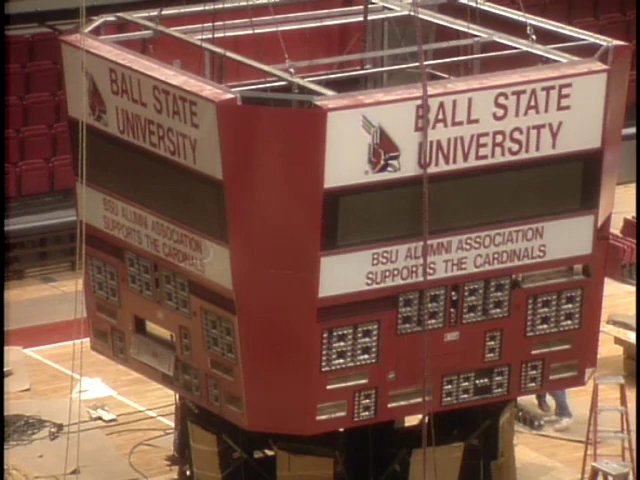 BALL STATE
UNIVERSITY
BSU ALUMNI ASSOCIATION
SUPPORTS THE CARDINALS
BALL STATE
UNIVERSITY
BSU ALUMNI ASSOCIATION
SUPPORTS THE CARDINALS